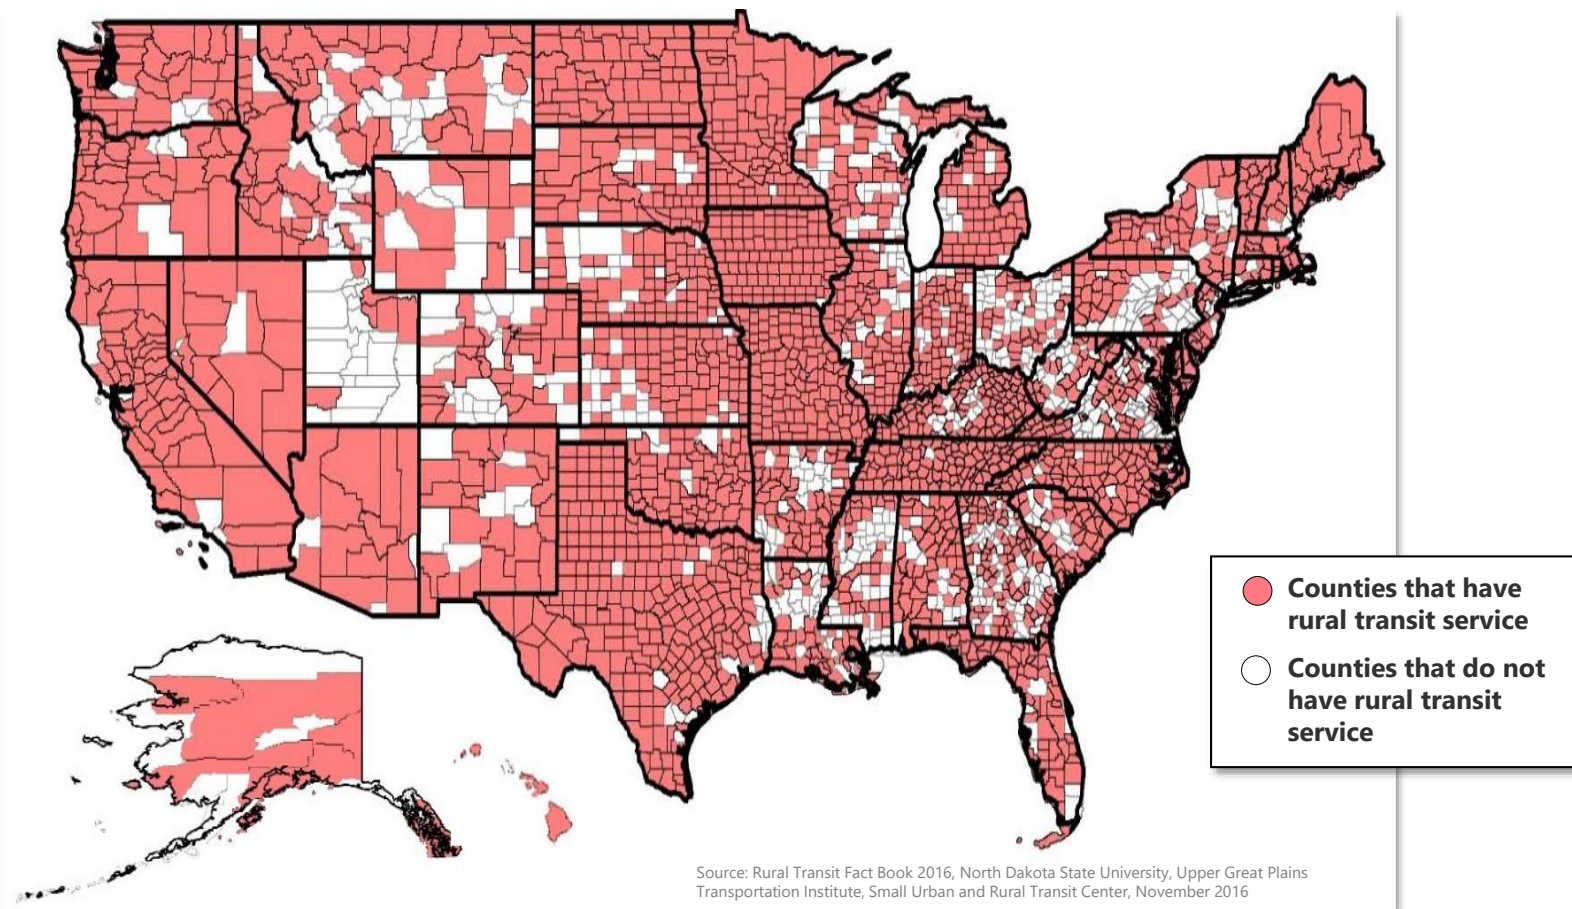 Counties that have
rural transit service
Counties that do not
have rural transit
service
Source: Rural Transit Fact Book 2016, North Dakota State University, Upper Great Plains
Transportation Institute, Small Urban and Rural Transit Center, November 2016